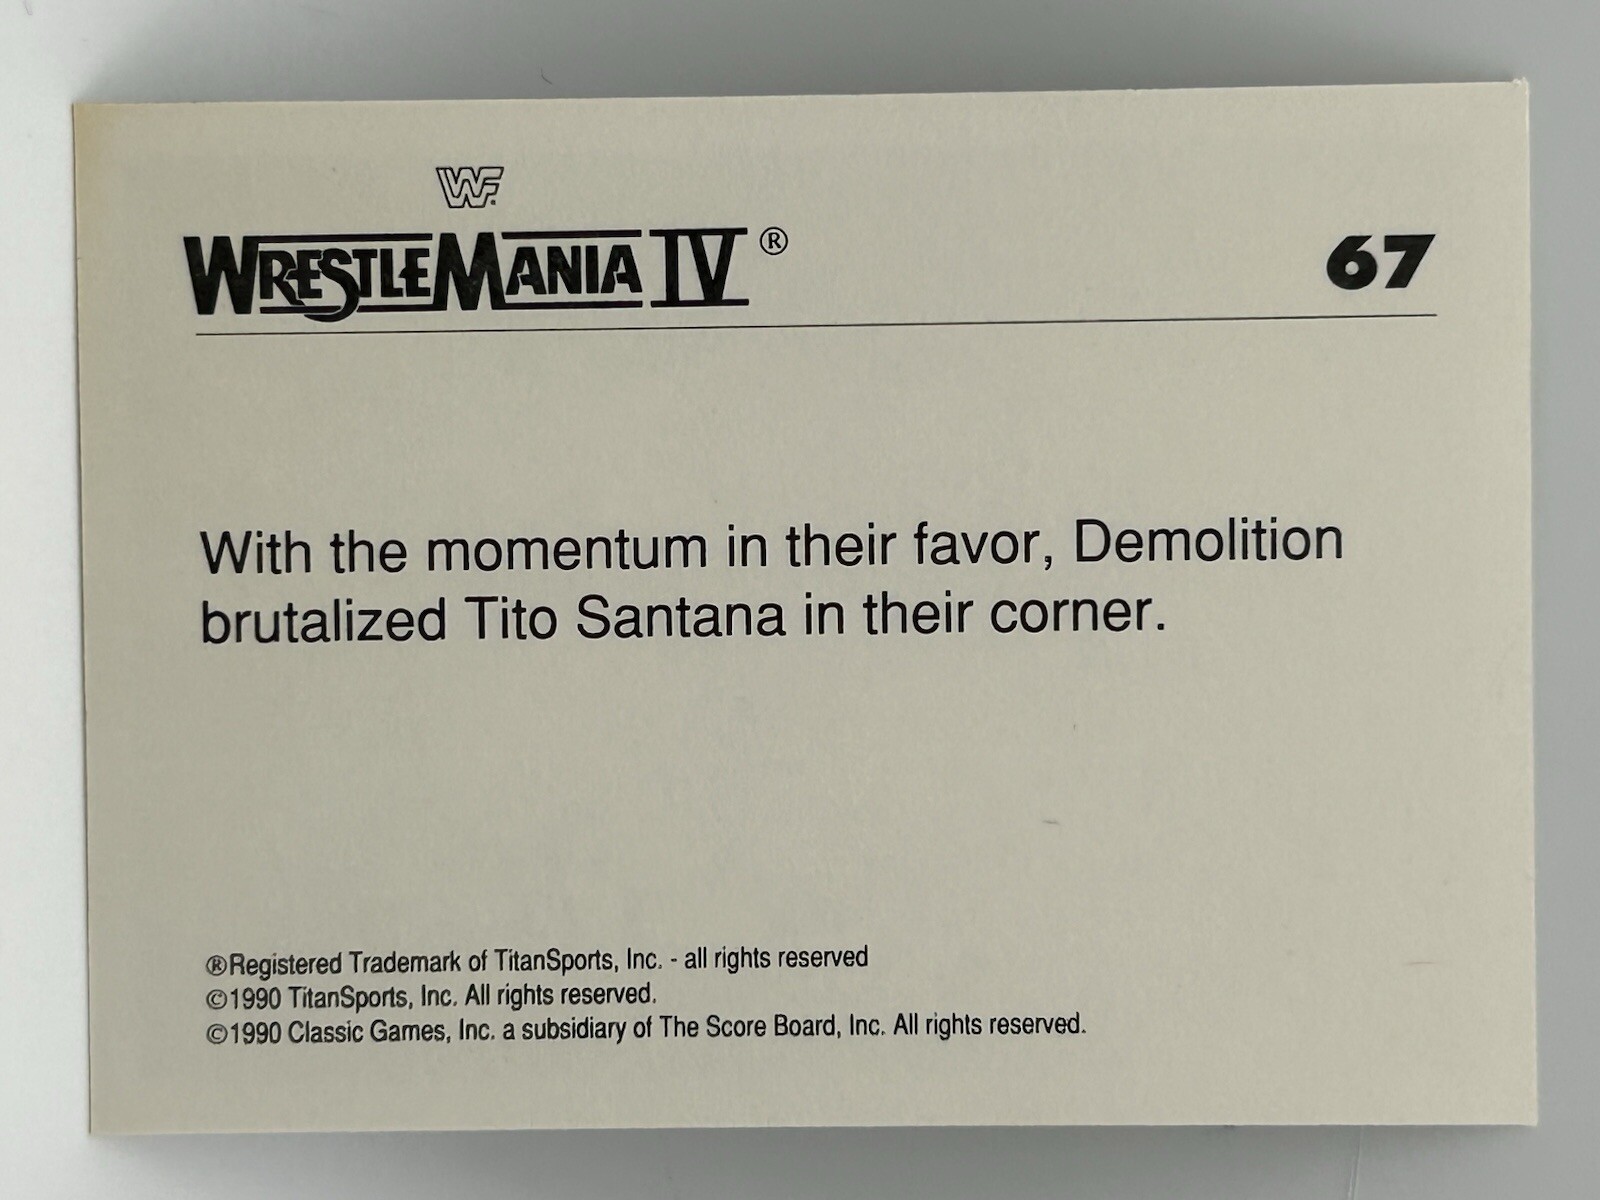 WF
WRESTLEMANIA IV ®
67
With the momentum in their favor, Demolition
brutalized Tito Santana in their corner.
®Registered Trademark of TitanSports, Inc. - all rights reserved
©1990 TitanSports, Inc. All rights reserved.
©1990 Classic Games, Inc. a subsidiary of The Score Board, Inc. All rights reserved.